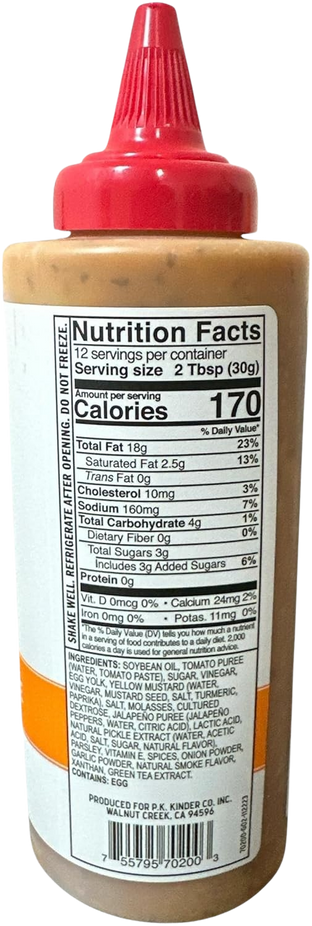 SHAKE WELL. REFRIGERATE AFTER OPENING. DO NOT FREEZE.
Nutrition Facts
12 servings per container
Serving size 2 Tbsp (30g)
Amount per serving
Calories 170
% Daily Value*
Total Fat 18g 23%
Saturated Fat 2.5g 13%
Trans Fat 0g
Cholesterol 10mg 3%
Sodium 160mg 7%
Total Carbohydrate 4g 1%
Dietary Fiber 0g 0%
Total Sugars 3g
Includes 3g Added Sugars 6%
Protein 0g
Vit. D 0mcg 0% • Calcium 24mg 2%
Iron 0mg 0% • Potas. 11mg 0%
*The % Daily Value (DV) tells you how much a nutrient
in a serving of food contributes to a daily diet. 2,000
calories a day is used for general nutrition advice.
INGREDIENTS: SOYBEAN OIL, TOMATO PUREE
(WATER, TOMATO PASTE), SUGAR, VINEGAR,
EGG YOLK, YELLOW MUSTARD (WATER,
VINEGAR, MUSTARD SEED, SALT, TURMERIC,
PAPRIKA), SALT, MOLASSES, CULTURED
DEXTROSE, JALAPEÑO PUREE (JALAPEÑO
PEPPERS, WATER, CITRIC ACID), LACTIC ACID,
NATURAL PICKLE EXTRACT (WATER, ACETIC
ACID, SALT, SUGAR, NATURAL FLAVOR),
PARSLEY, VITAMIN E, SPICES, ONION POWDER,
GARLIC POWDER, NATURAL SMOKE FLAVOR,
XANTHAN, GREEN TEA EXTRACT.
CONTAINS: EGG
PRODUCED FOR P.K. KINDER CO. INC.
WALNUT CREEK, CA 94596
7 55795 70200 3
70200-S02-112223